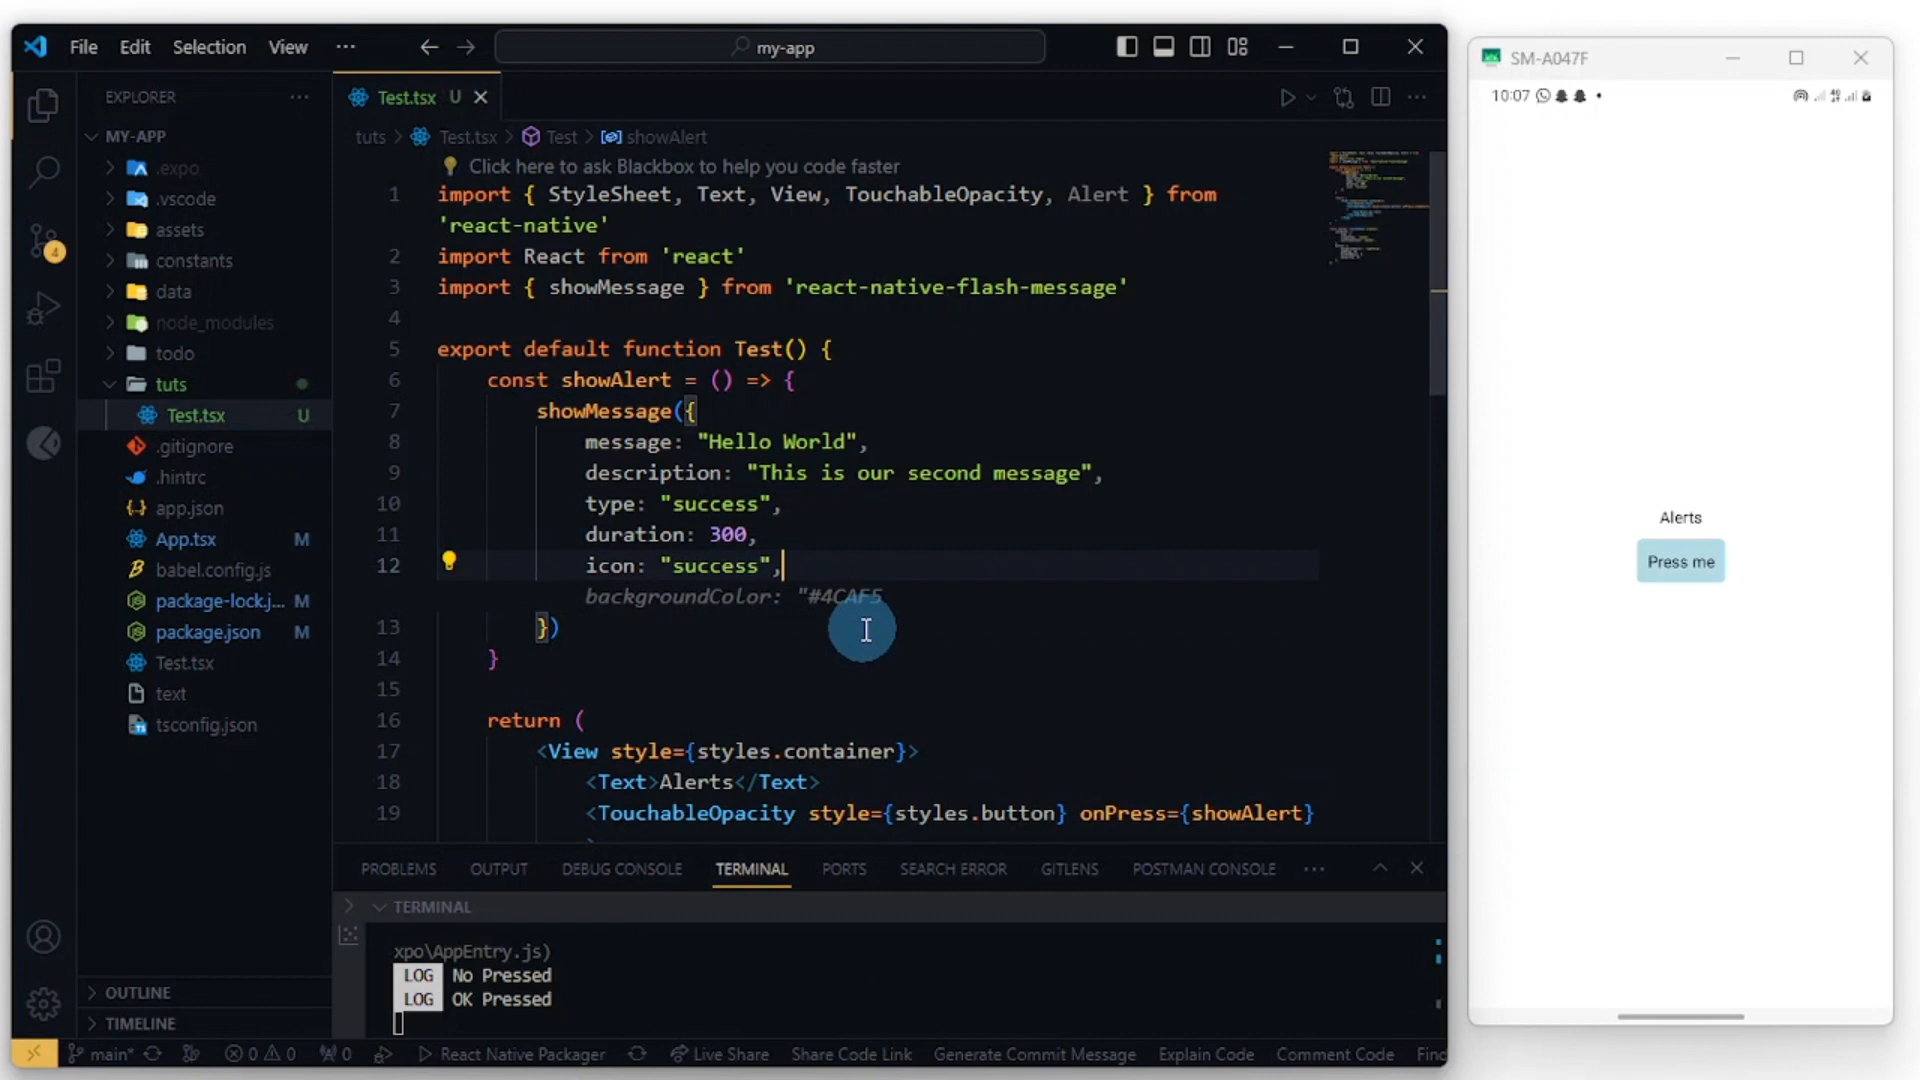 File Edit Selection View ··· my-app
EXPLORER
MY-APP
.expo
.vscode
assets
constants
data
node_modules
todo
tuts
Test.tsx U
.gitignore
.hintrc
app.json
App.tsx M
babel.config.js
package-lock.j... M
package.json M
Test.tsx
text
tsconfig.json
OUTLINE
TIMELINE
4
Test.tsx U
tuts > Test.tsx > Test > showAlert
Click here to ask Blackbox to help you code faster
1 import { StyleSheet, Text, View, TouchableOpacity, Alert } from
'react-native'
2 import React from 'react'
3 import { showMessage } from 'react-native-flash-message'
4
5 export default function Test() {
6 const showAlert = () => {
7 showMessage({
8 message: "Hello World",
9 description: "This is our second message",
10 type: "success",
11 duration: 300,
12 icon: "success",
backgroundColor: "#4CAF5
13 })
14 }
15
16 return (
17 <View style={styles.container}>
18 <Text>Alerts</Text>
19 <TouchableOpacity style={styles.button} onPress={showAlert}
>
PROBLEMS OUTPUT DEBUG CONSOLE TERMINAL PORTS SEARCH ERROR GITLENS POSTMAN CONSOLE ···
TERMINAL
xpo\AppEntry.js)
LOG No Pressed
LOG OK Pressed
main* 0 0 0 React Native Packager Live Share Share Code Link Generate Commit Message Explain Code Comment Code Find
SM-A047F
10:07
Alerts
Press me